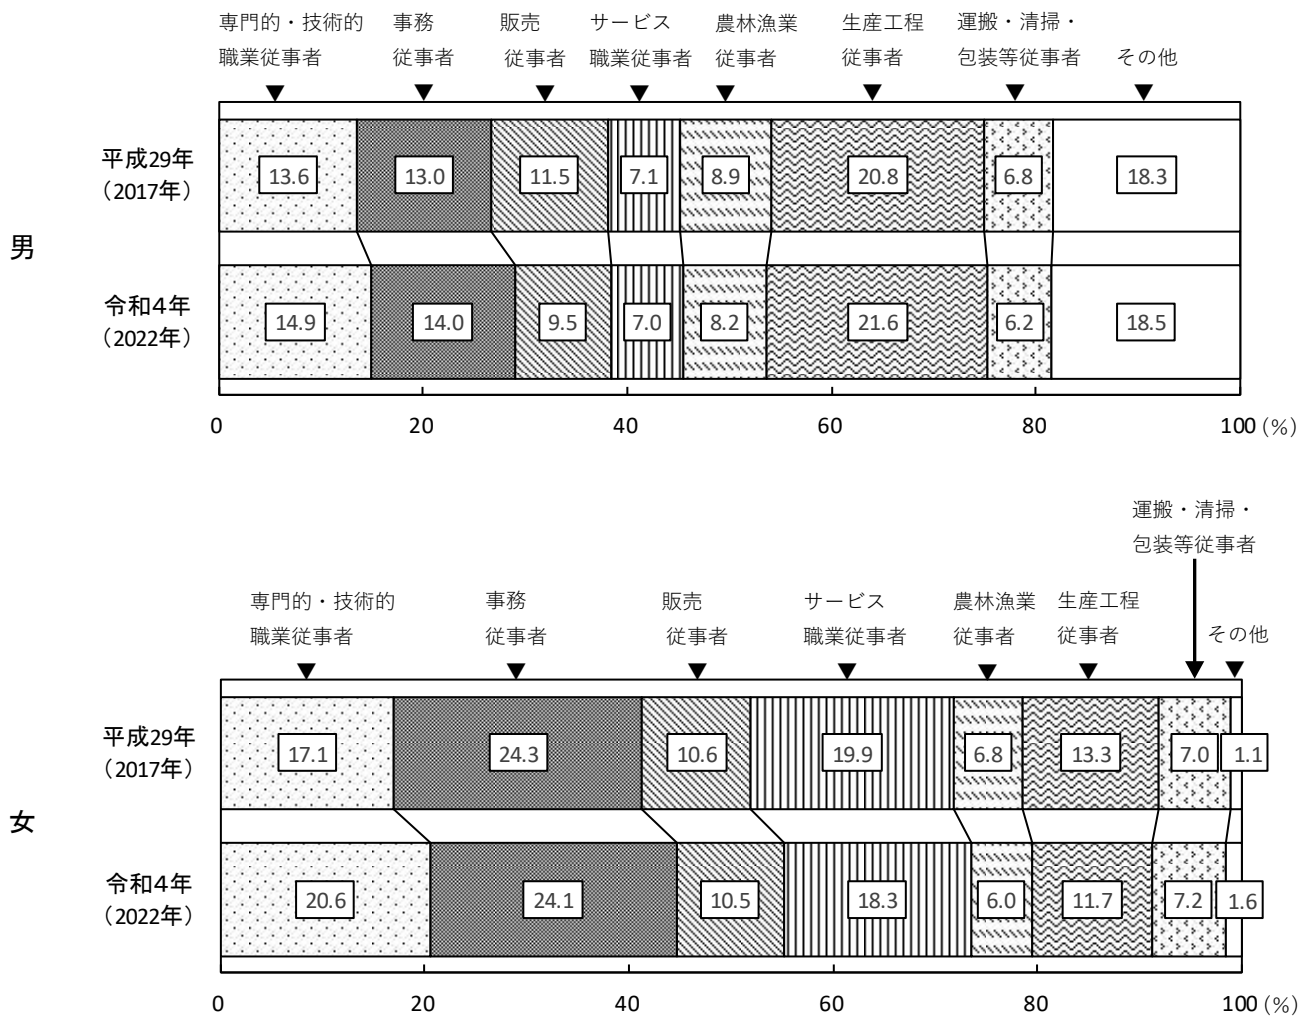 専門的・技術的 事務 販売 サービス 農林漁業 生産工程 運搬・清掃・
職業従事者 従事者 従事者 職業従事者 従事者 従事者 包装等従事者 その他
平成29年
（2017年）
13.6 13.0 11.5 7.1 8.9 20.8 6.8 18.3
男
令和４年
（2022年）
14.9 14.0 9.5 7.0 8.2 21.6 6.2 18.5
0 20 40 60 80 100 (％)
運搬・清掃・
包装等従事者
専門的・技術的 事務 販売 サービス 農林漁業 生産工程
職業従事者 従事者 従事者 職業従事者 従事者 従事者 その他
平成29年
（2017年）
17.1 24.3 10.6 19.9 6.8 13.3 7.0 1.1
女
令和４年
（2022年）
20.6 24.1 10.5 18.3 6.0 11.7 7.2 1.6
0 20 40 60 80 100 (％)